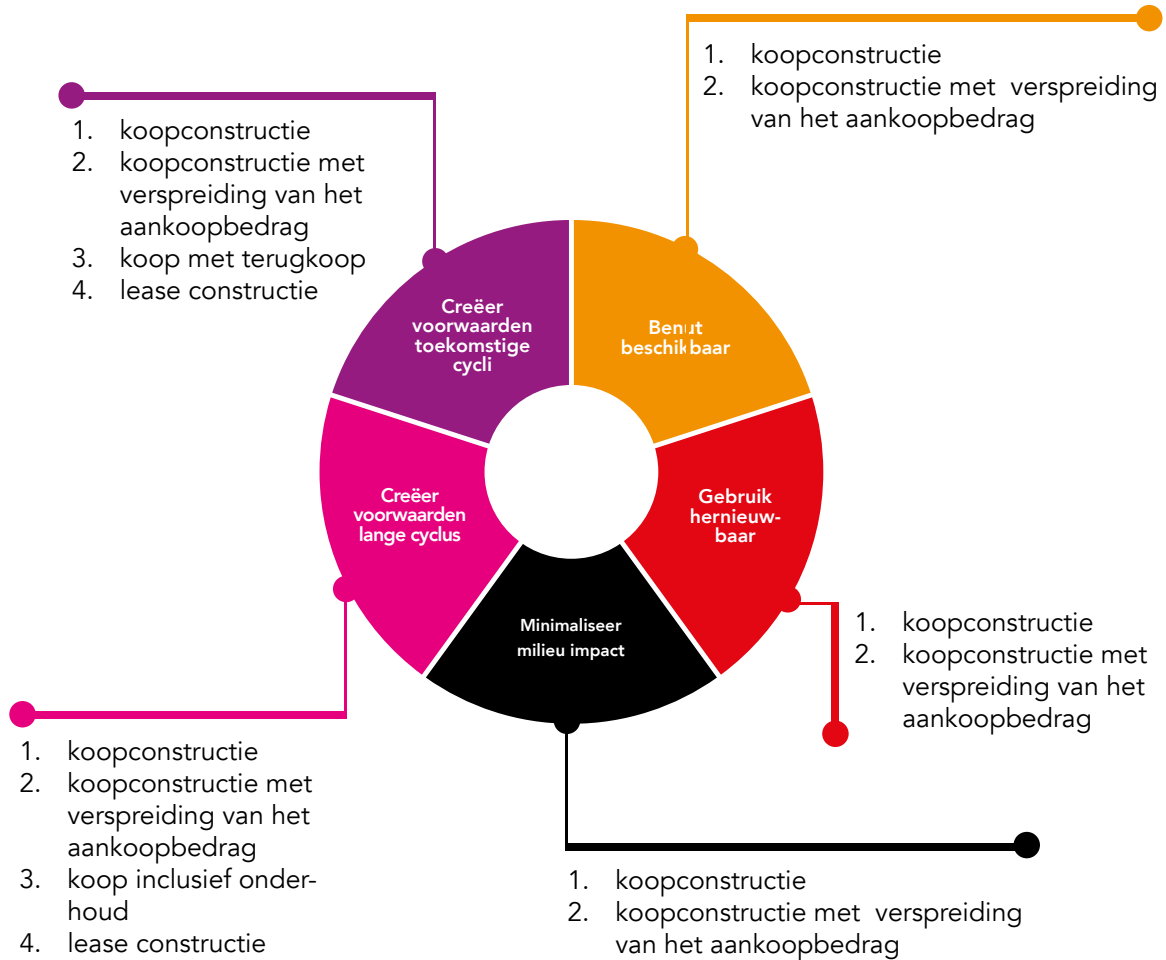 1. koopconstructie
2. koopconstructie met verspreiding
van het aankoopbedrag
1. koopconstructie
2. koopconstructie met
verspreiding van het
aankoopbedrag
3. koop met terugkoop
4. lease constructie
Creëer
voorwaarden
toekomstige
cycli
Benut
beschikbaar
Creëer
voorwaarden
lange cyclus
Gebruik
hernieuw-
baar
Minimaliseer
milieu impact
1. koopconstructie
2. koopconstructie met
verspreiding van het
aankoopbedrag
1. koopconstructie
2. koopconstructie met
verspreiding van het
aankoopbedrag
3. koop inclusief onder-
houd
4. lease constructie
1. koopconstructie
2. koopconstructie met verspreiding
van het aankoopbedrag